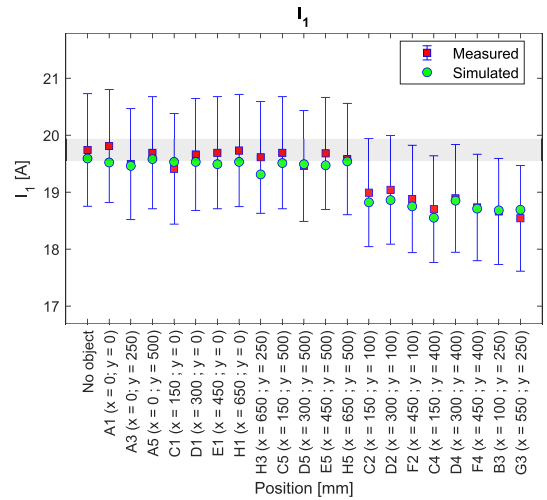 I1
Measured
Simulated
I1 [A]
21
20
19
18
17
No object
A1 (x = 0; y = 0)
A3 (x = 0; y = 250)
A5 (x = 0 ; y = 500)
C1 (x = 150 ; y = 0)
D1 (x = 300 ; y = 0)
E1 (x = 450 ; y = 0)
H1 (x = 650 ; y = 0)
H3 (x = 650 ; y = 250)
C5 (x = 150 ; y = 500)
D5 (x = 300 ; y = 500)
E5 (x = 450 ; y = 500)
H5 (x = 650 ; y = 500)
C2 (x = 150 ; y = 100)
D2 (x = 300 ; y = 100)
F2 (x = 450 ; y = 100)
C4 (x = 150 ; y = 400)
D4 (x = 300 ; y = 400)
F4 (x = 450 ; y = 400)
B3 (x = 100 ; y = 250)
G3 (x = 550 ; y = 250)
Position [mm]